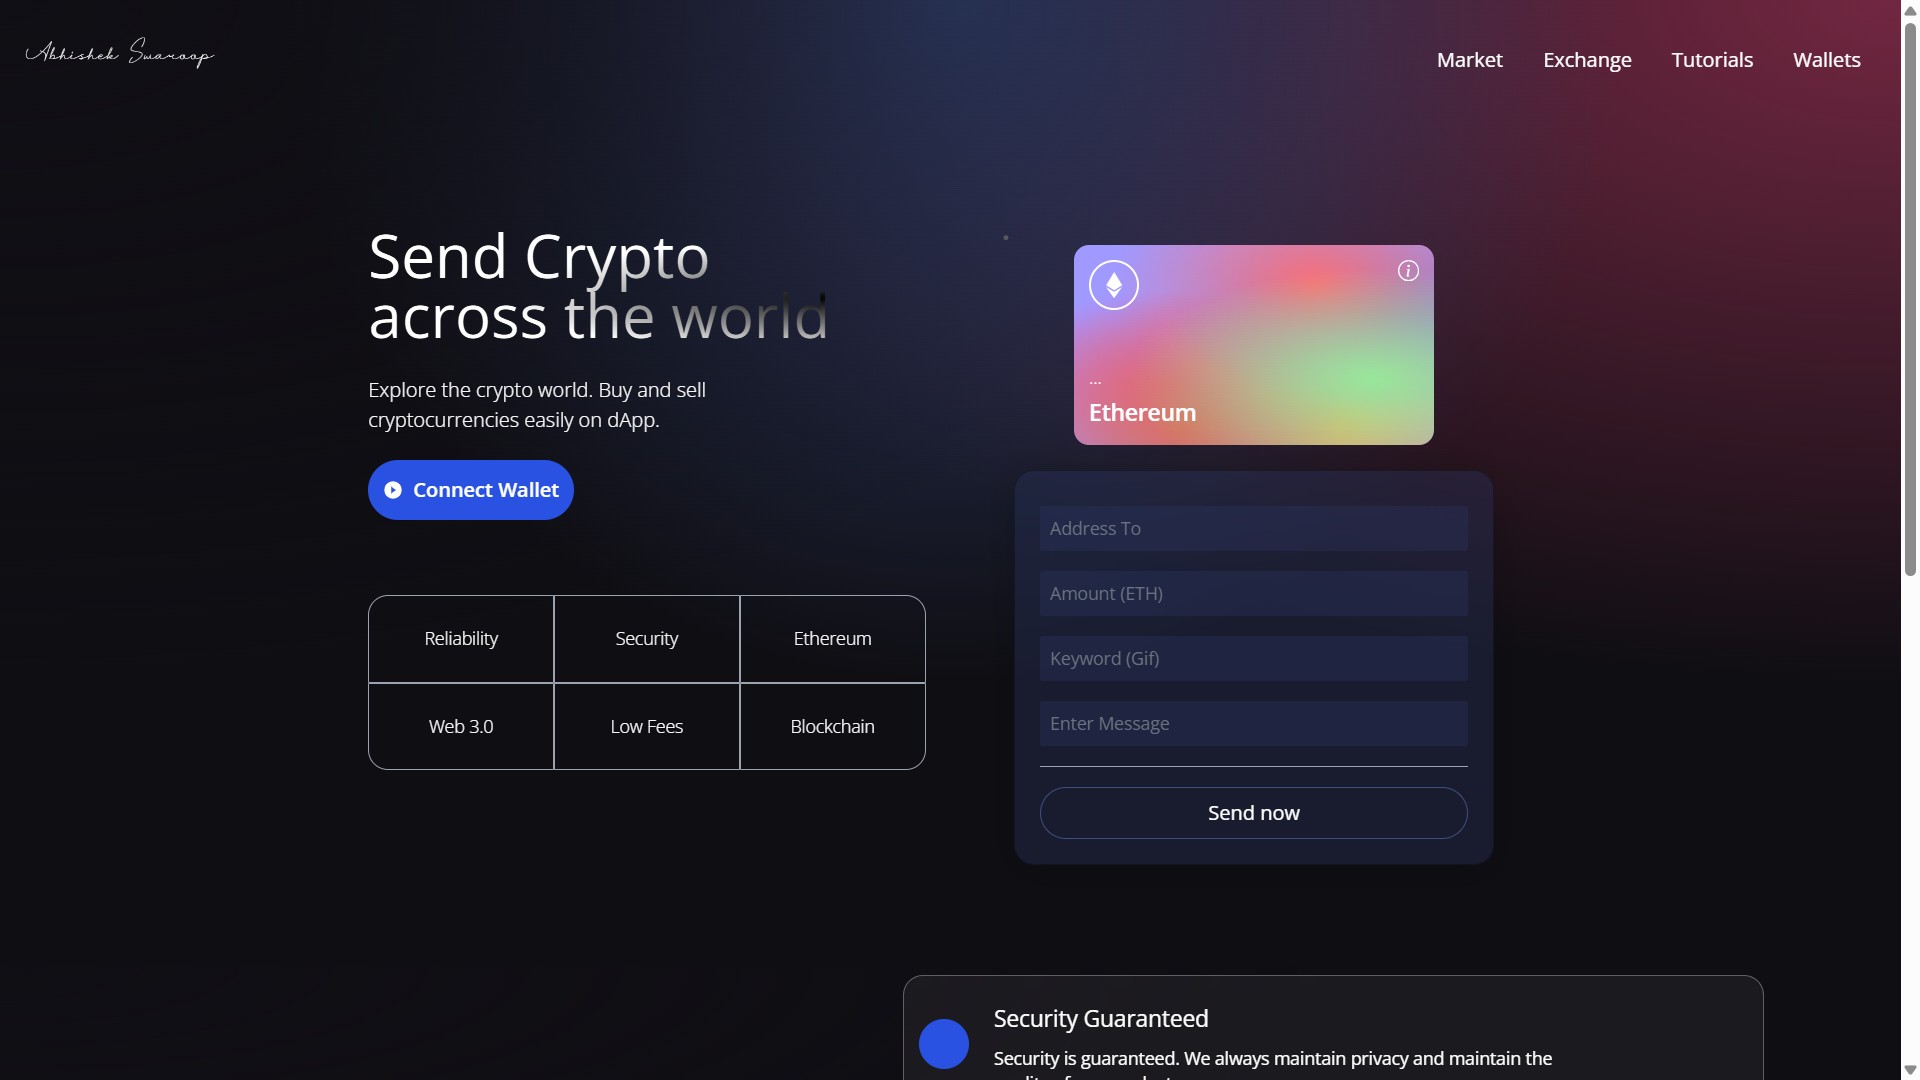 Abhishek Swaroop
Market
Exchange
Tutorials
Wallets
Send Crypto
across the world
Explore the crypto world. Buy and sell
cryptocurrencies easily on dApp.
Connect Wallet
Reliability
Security
Ethereum
Web 3.0
Low Fees
Blockchain
...
Ethereum
Address To
Amount (ETH)
Keyword (Gif)
Enter Message
Send now
Security Guaranteed
Security is guaranteed. We always maintain privacy and maintain the